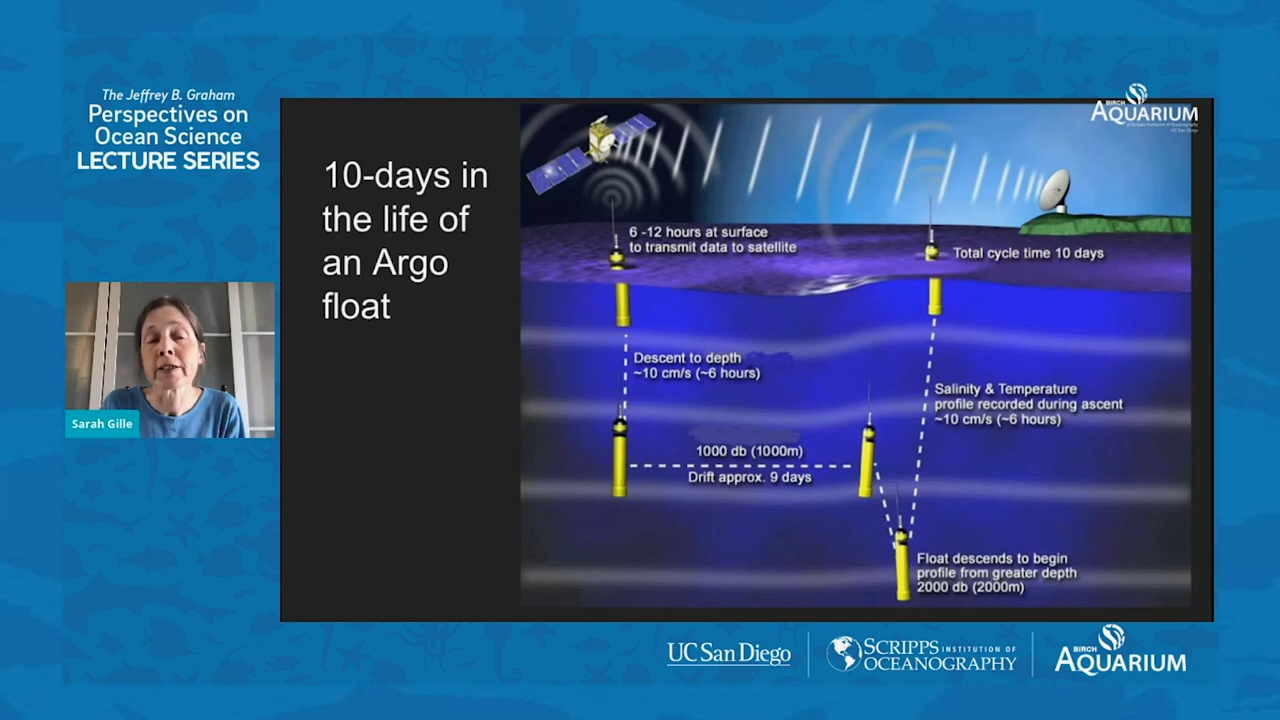 The Jeffrey B. Graham
Perspectives on
Ocean Science
LECTURE SERIES
Sarah Gille
10-days in
the life of
an Argo
float
BIRCH
AQUARIUM
6 -12 hours at surface
to transmit data to satellite
Total cycle time 10 days
Descent to depth
~10 cm/s (~6 hours)
Salinity & Temperature
profile recorded during ascent
~10 cm/s (~6 hours)
1000 db (1000m)
Drift approx. 9 days
Float descends to begin
profile from greater depth
2000 db (2000m)
UC San Diego
SCRIPPS INSTITUTION OF
OCEANOGRAPHY
BIRCH
AQUARIUM